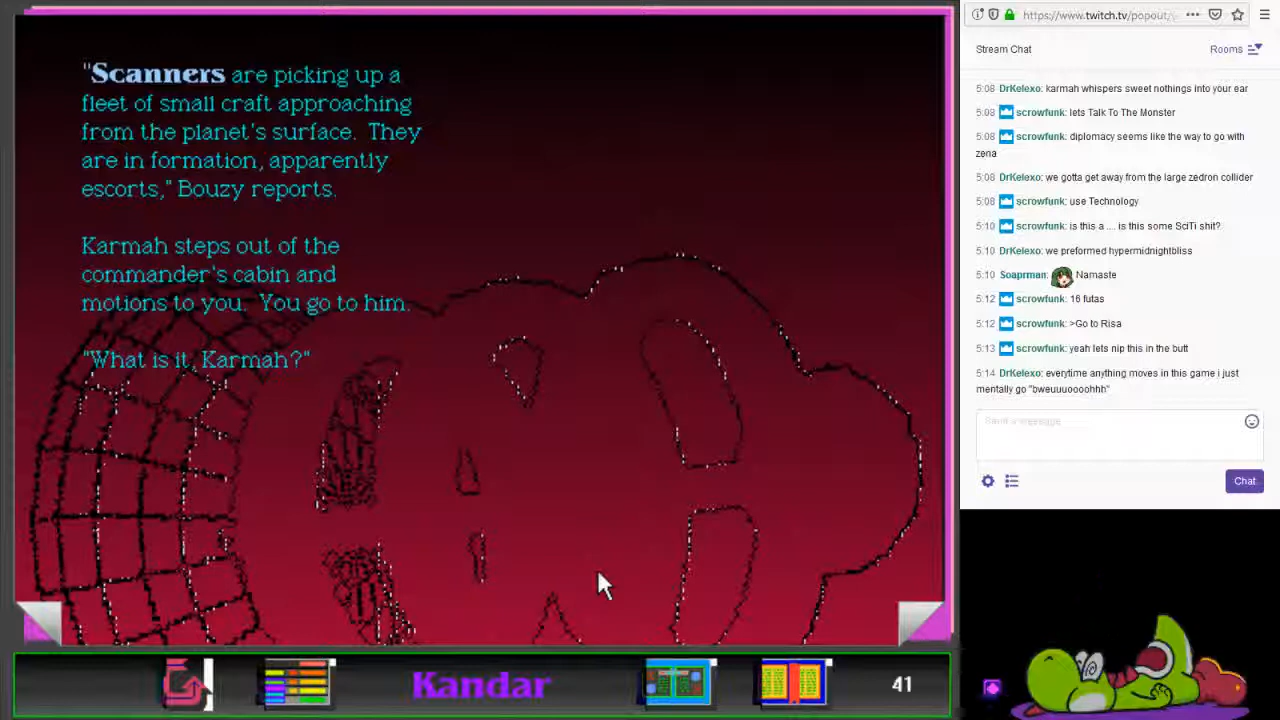 "Scanners are picking up a
fleet of small craft approaching
from the planet's surface. They
are in formation, apparently
escorts," Bouzy reports.
Karmah steps out of the
commander's cabin and
motions to you. You go to him.
"What is it, Karmah?"
Kandar
41
https://www.twitch.tv/popout/
Stream Chat
Rooms
5:08 DrKelexo: karmah whispers sweet nothings into your ear
5:08 scrowfunk: lets Talk To The Monster
5:08 scrowfunk: diplomacy seems like the way to go with
zena
5:08 DrKelexo: we gotta get away from the large zedron collider
5:08 scrowfunk: use Technology
5:10 scrowfunk: is this a .... is this some SciTi shit?
5:10 DrKelexo: we preformed hypermidnightbliss
5:10 Soaprman: Namaste
5:12 scrowfunk: 16 futas
5:12 scrowfunk: >Go to Risa
5:13 scrowfunk: yeah lets nip this in the butt
5:14 DrKelexo: everytime anything moves in this game i just
mentally go "bweuuuoooohhh"
Send a message
Chat